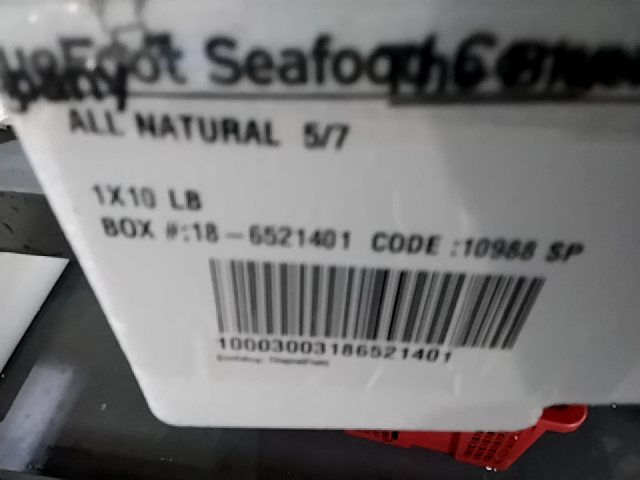 Seafood
ALL NATURAL 5/7
1X10 LB
BOX #:18-6521401 CODE :10988 SP
10003003186521401